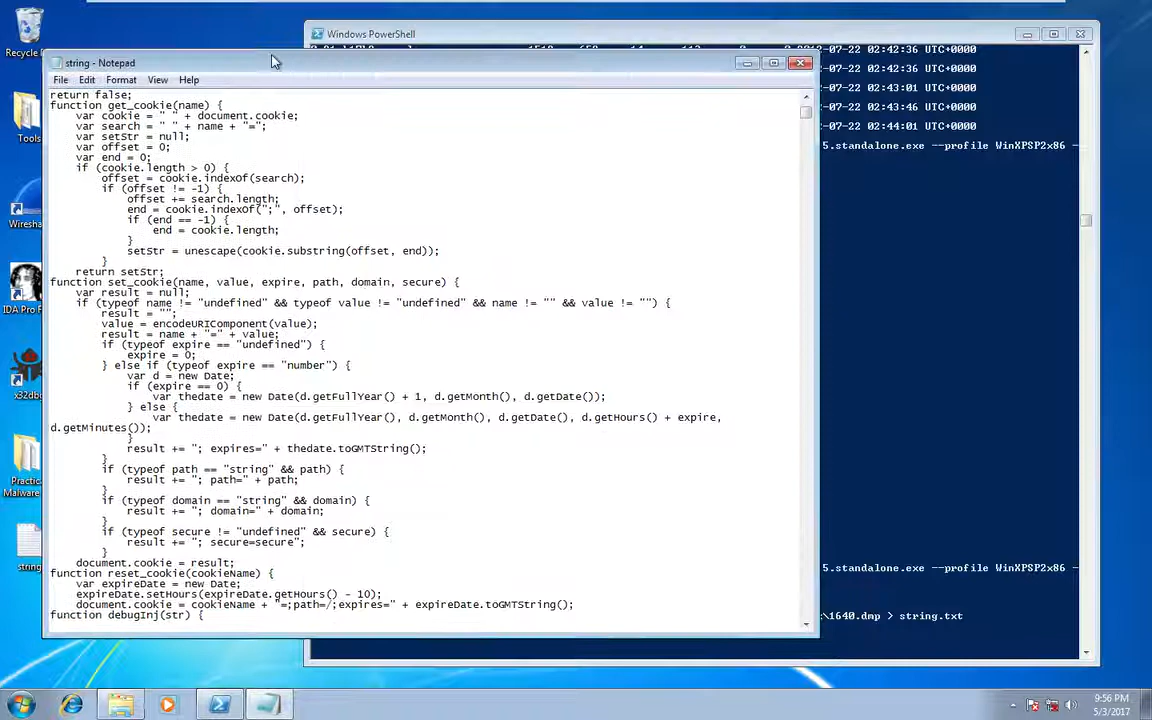 Recycle
Tools
Wiresha
IDA Pro F
x32dbg
Practica
Malware
string
Windows PowerShell
2-07-22 02:42:36 UTC+0000
2-07-22 02:42:36 UTC+0000
2-07-22 02:43:01 UTC+0000
2-07-22 02:43:46 UTC+0000
2-07-22 02:44:01 UTC+0000
5.standalone.exe --profile WinXPSP2x86 --
5.standalone.exe --profile WinXPSP2x86 --
:\1640.dmp > string.txt
string - Notepad
File Edit Format View Help
return false;
function get_cookie(name) {
    var cookie = " " + document.cookie;
    var search = " " + name + "=";
    var setStr = null;
    var offset = 0;
    var end = 0;
    if (cookie.length > 0) {
        offset = cookie.indexOf(search);
        if (offset != -1) {
            offset += search.length;
            end = cookie.indexOf(";", offset);
            if (end == -1) {
                end = cookie.length;
            }
            setStr = unescape(cookie.substring(offset, end));
        }
    return setStr;
function set_cookie(name, value, expire, path, domain, secure) {
    var result = null;
    if (typeof name != "undefined" && typeof value != "undefined" && name != "" && value != "") {
        result = "";
        value = encodeURIComponent(value);
        result = name + "=" + value;
        if (typeof expire == "undefined") {
            expire = 0;
        } else if (typeof expire == "number") {
            var d = new Date;
            if (expire == 0) {
                var thedate = new Date(d.getFullYear() + 1, d.getMonth(), d.getDate());
            } else {
                var thedate = new Date(d.getFullYear(), d.getMonth(), d.getDate(), d.getHours() + expire,
d.getMinutes());
            }
            result += "; expires=" + thedate.toGMTString();
        }
        if (typeof path == "string" && path) {
            result += "; path=" + path;
        }
        if (typeof domain == "string" && domain) {
            result += "; domain=" + domain;
        }
        if (typeof secure != "undefined" && secure) {
            result += "; secure=secure";
        }
    document.cookie = result;
function reset_cookie(cookieName) {
    var expireDate = new Date;
    expireDate.setHours(expireDate.getHours() - 10);
    document.cookie = cookieName + "=;path=/;expires=" + expireDate.toGMTString();
function debugInj(str) {
9:56 PM
5/3/2017